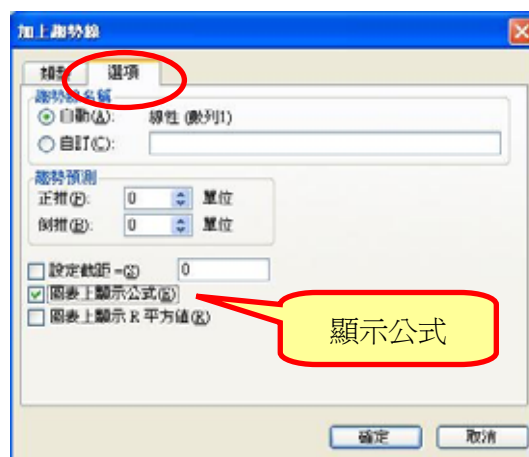 加上趨勢線
類型 選項
趨勢線名稱
自動(A): 線性 (數列1)
自訂(C):
趨勢預測
正推(F): 0 單位
倒推(B): 0 單位
設定截距 =(S) 0
圖表上顯示公式(E)
圖表上顯示 R 平方值(R)
顯示公式
確定 取消